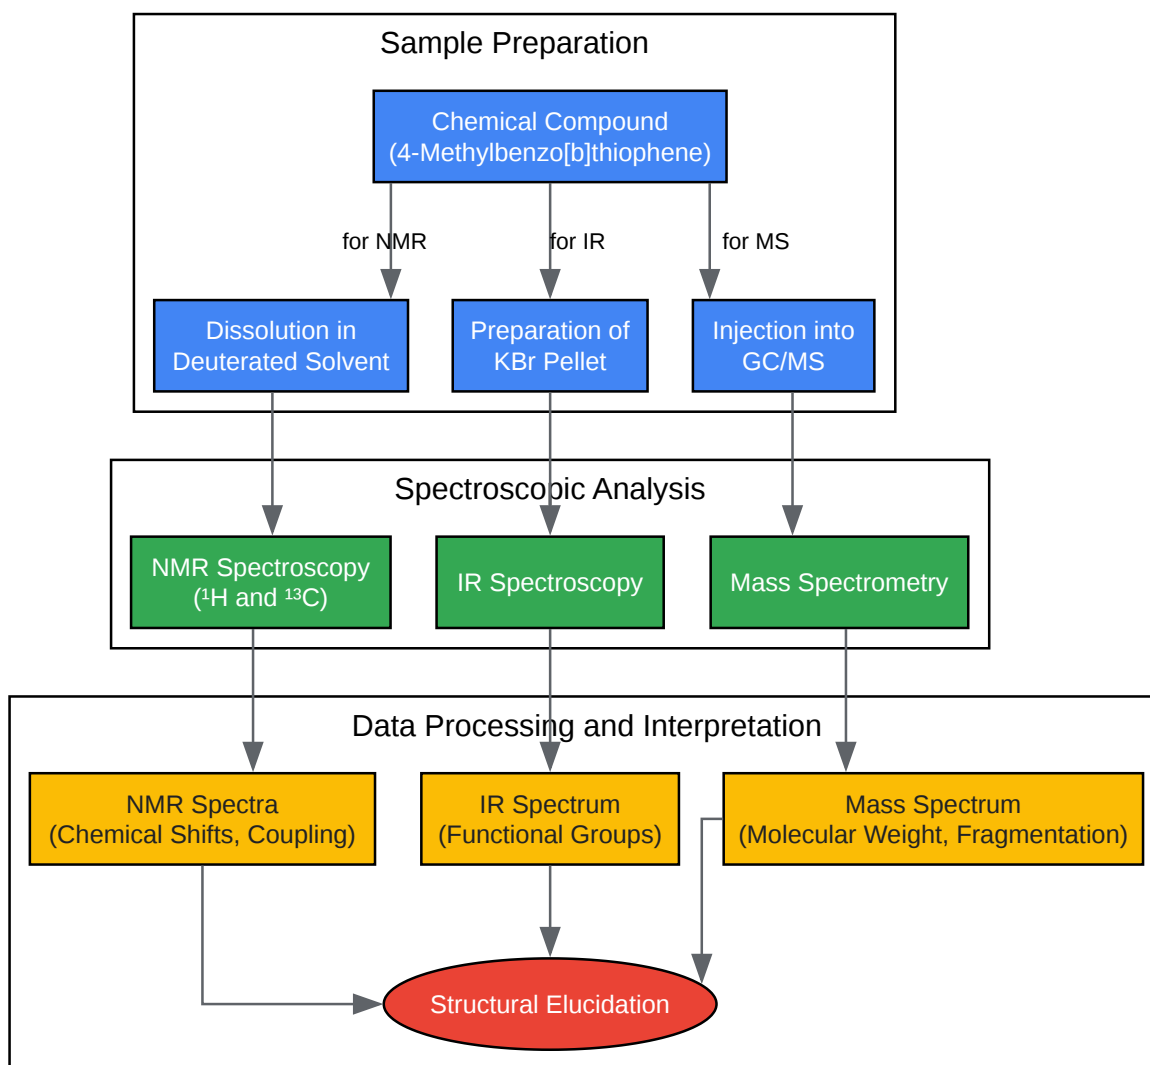 Sample Preparation
Chemical Compound
(4-Methylbenzo[b]thiophene)
for NMR
for IR
for MS
Dissolution in
Deuterated Solvent
Preparation of
KBr Pellet
Injection into
GC/MS
Spectroscopic Analysis
NMR Spectroscopy
(¹H and ¹³C)
IR Spectroscopy
Mass Spectrometry
Data Processing and Interpretation
NMR Spectra
(Chemical Shifts, Coupling)
IR Spectrum
(Functional Groups)
Mass Spectrum
(Molecular Weight, Fragmentation)
Structural Elucidation